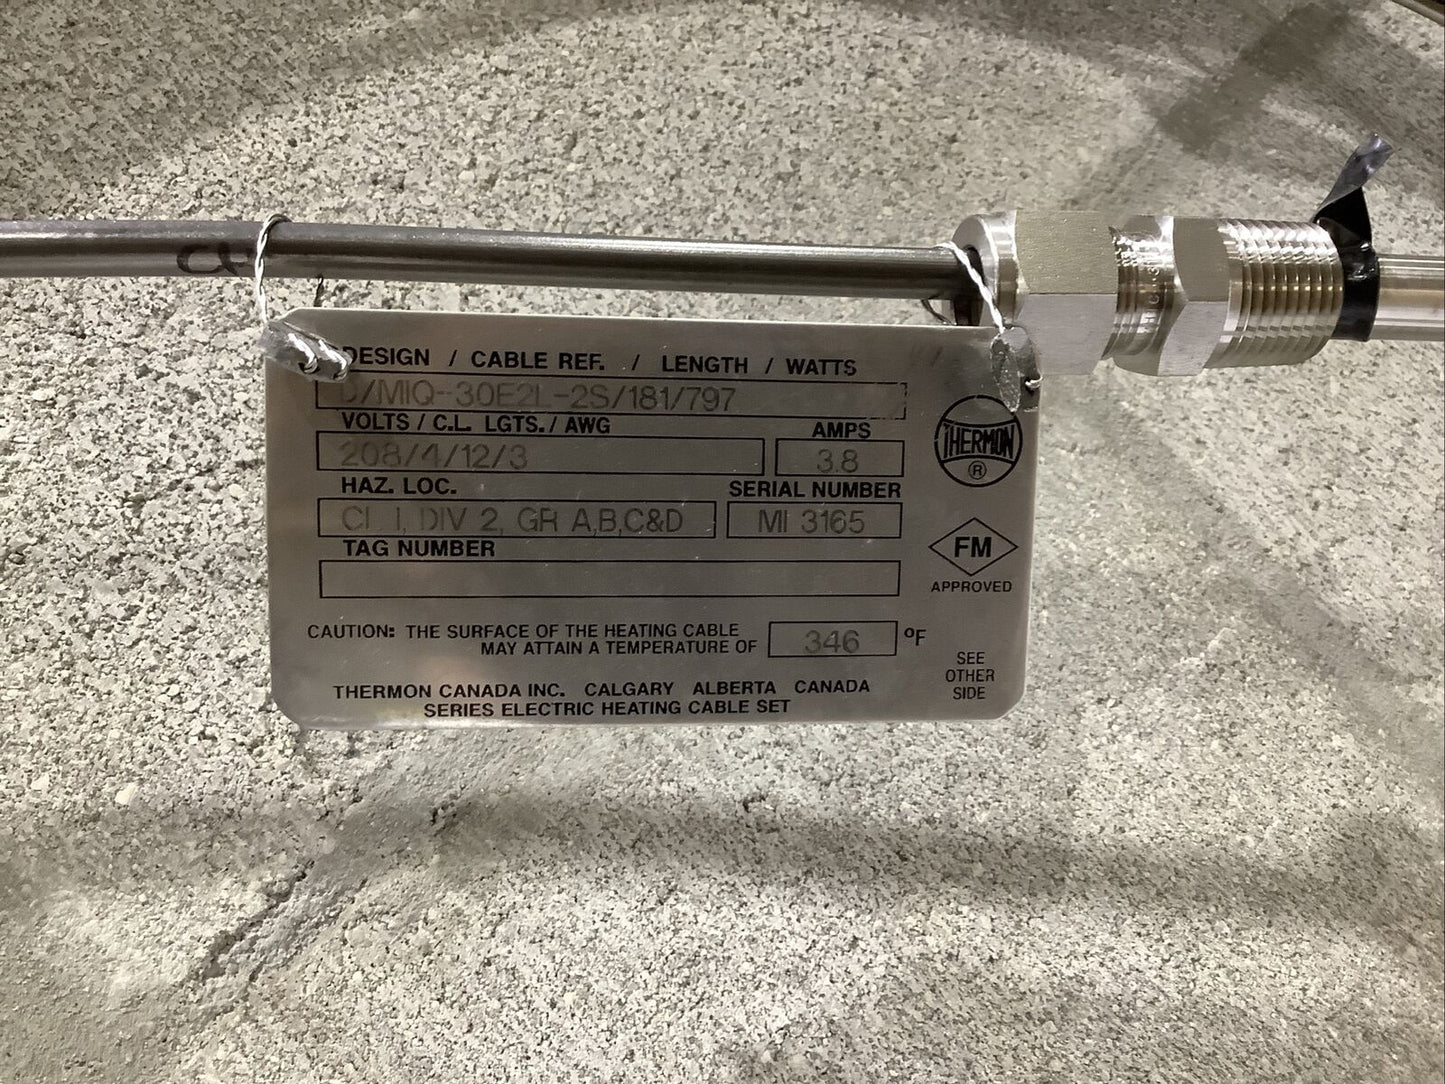 DESIGN / CABLE REF. / LENGTH / WATTS
D/MIQ-30E2L-2S/181/797
VOLTS / C.L. LGTS. / AWG AMPS
208/4/12/3 3.8
HAZ. LOC. SERIAL NUMBER
CL I, DIV 2, GR A,B,C&D MI 3165
TAG NUMBER
THERMON
®
FM
APPROVED
CAUTION: THE SURFACE OF THE HEATING CABLE
MAY ATTAIN A TEMPERATURE OF 346 °F
SEE
OTHER
SIDE
THERMON CANADA INC. CALGARY ALBERTA CANADA
SERIES ELECTRIC HEATING CABLE SET